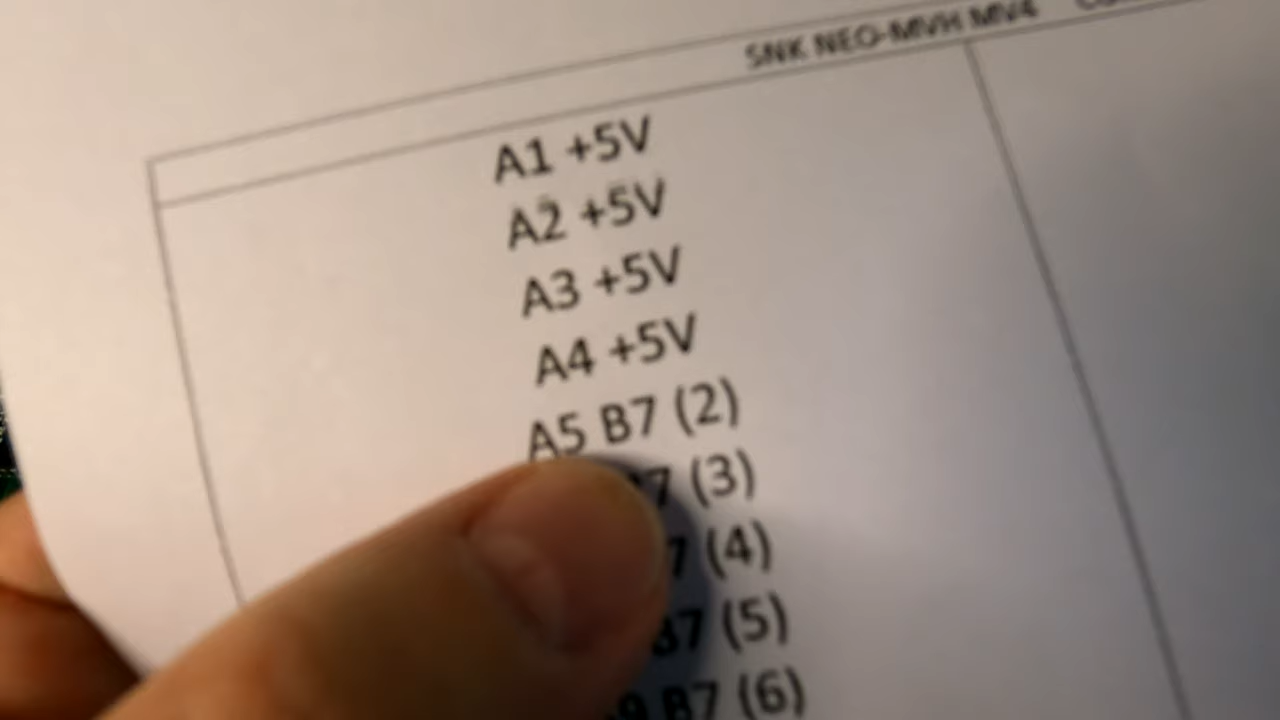 SNK NEO-MVH MV4
A1 +5V
A2 +5V
A3 +5V
A4 +5V
A5 B7 (2)
(3)
(4)
B7 (5)
B7 (6)